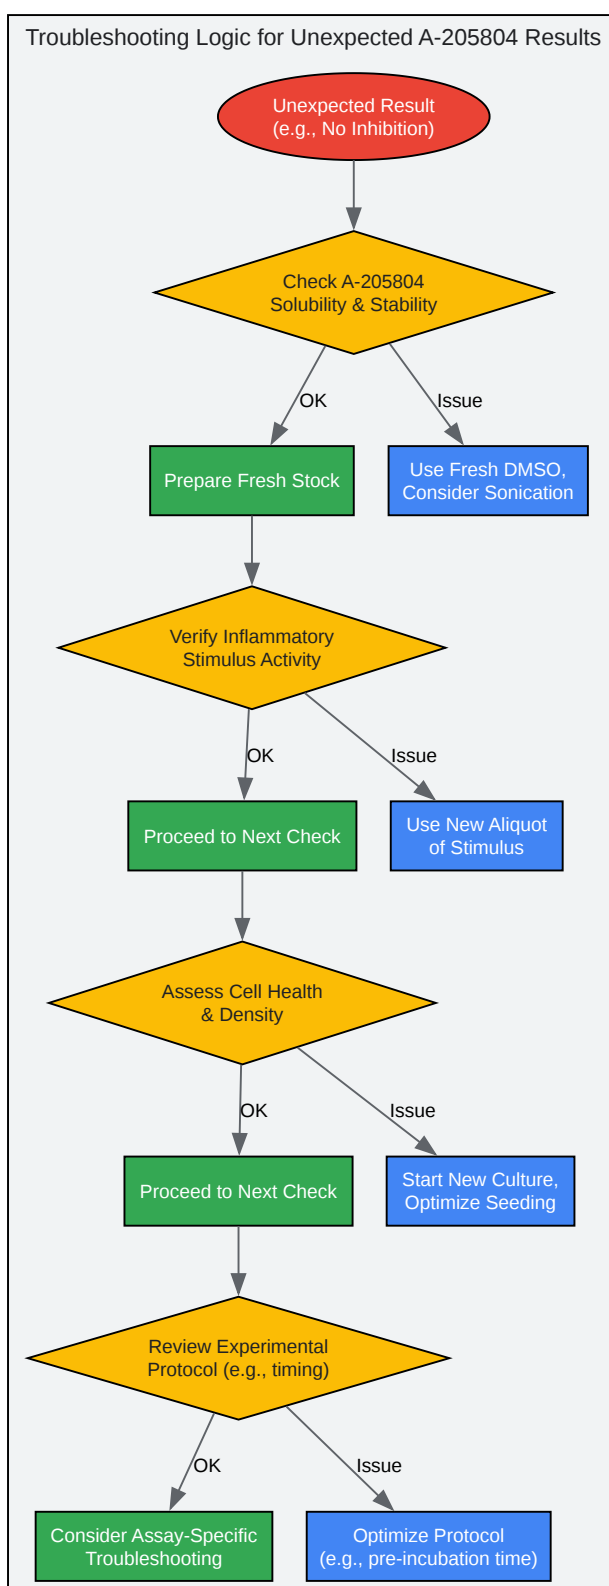 Troubleshooting Logic for Unexpected A-205804 Results
Unexpected Result
(e.g., No Inhibition)
Check A-205804
Solubility & Stability
OK
Issue
Prepare Fresh Stock
Use Fresh DMSO,
Consider Sonication
Verify Inflammatory
Stimulus Activity
OK
Issue
Proceed to Next Check
Use New Aliquot
of Stimulus
Assess Cell Health
& Density
OK
Issue
Proceed to Next Check
Start New Culture,
Optimize Seeding
Review Experimental
Protocol (e.g., timing)
OK
Issue
Consider Assay-Specific
Troubleshooting
Optimize Protocol
(e.g., pre-incubation time)